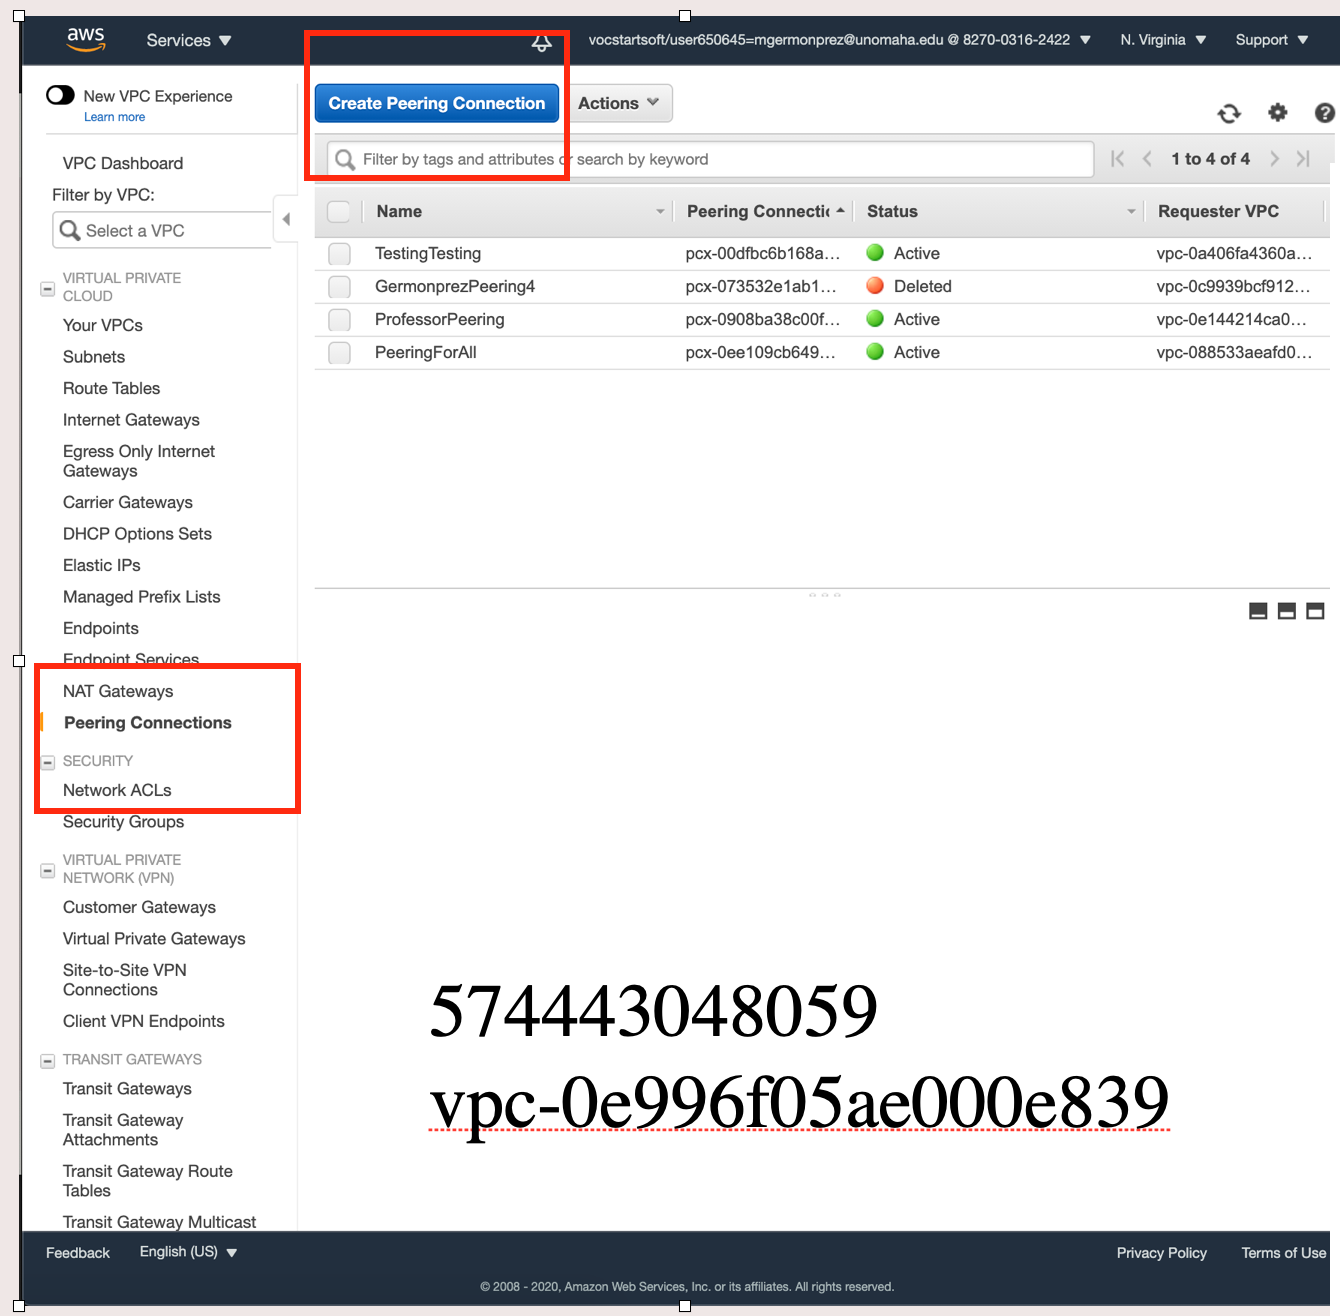 aws
Services
vocstartsoft/user650645=mgermonprez@unomaha.edu @ 8270-0316-2422
N. Virginia
Support
New VPC Experience
Learn more
Create Peering Connection
Actions
VPC Dashboard
Filter by VPC:
Select a VPC
Filter by tags and attributes or search by keyword
1 to 4 of 4
Name
Peering Connectic
Status
Requester VPC
TestingTesting
pcx-00dfbc6b168a...
Active
vpc-0a406fa4360a...
GermonprezPeering4
pcx-073532e1ab1...
Deleted
vpc-0c9939bcf912...
ProfessorPeering
pcx-0908ba38c00f...
Active
vpc-0e144214ca0...
PeeringForAll
pcx-0ee109cb649...
Active
vpc-088533aeafd0...
VIRTUAL PRIVATE
CLOUD
Your VPCs
Subnets
Route Tables
Internet Gateways
Egress Only Internet
Gateways
Carrier Gateways
DHCP Options Sets
Elastic IPs
Managed Prefix Lists
Endpoints
Endpoint Services
NAT Gateways
Peering Connections
SECURITY
Network ACLs
Security Groups
VIRTUAL PRIVATE
NETWORK (VPN)
Customer Gateways
Virtual Private Gateways
Site-to-Site VPN
Connections
Client VPN Endpoints
TRANSIT GATEWAYS
Transit Gateways
Transit Gateway
Attachments
Transit Gateway Route
Tables
Transit Gateway Multicast
574443048059
vpc-0e996f05ae000e839
Feedback
English (US)
Privacy Policy
Terms of Use
© 2008 - 2020, Amazon Web Services, Inc. or its affiliates. All rights reserved.